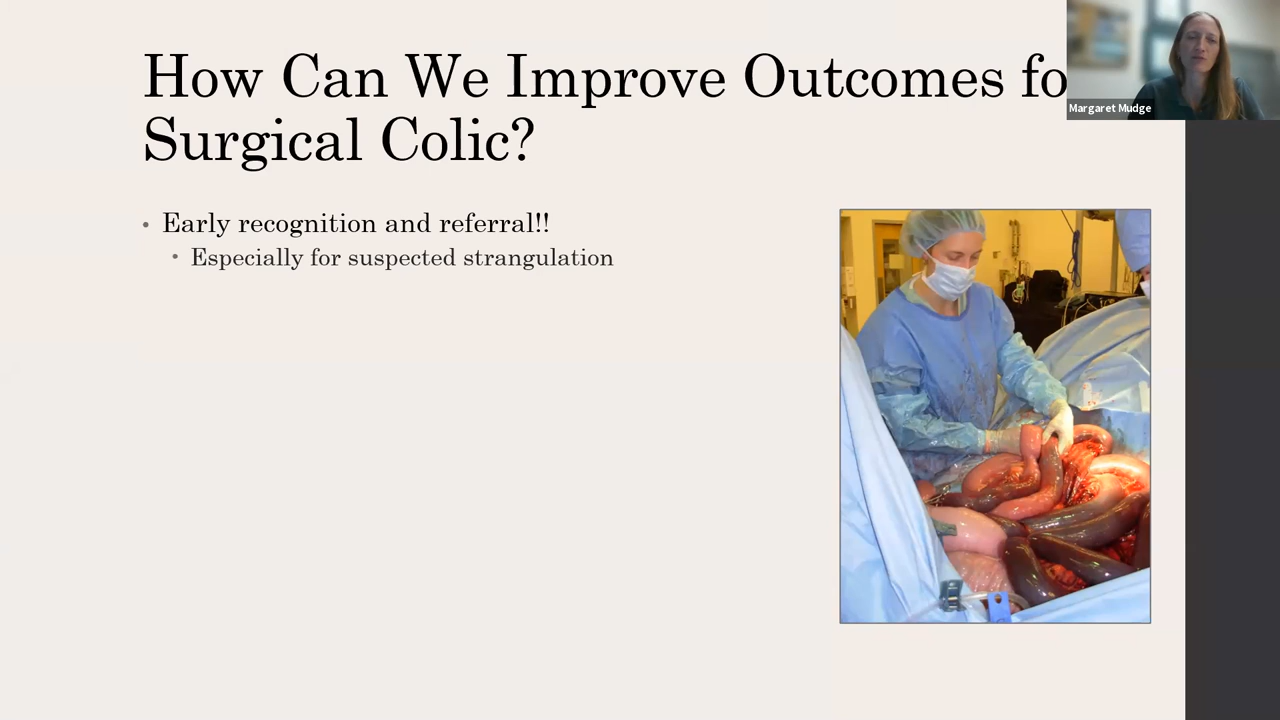 How Can We Improve Outcomes fo
Surgical Colic?
• Early recognition and referral!!
• Especially for suspected strangulation
Margaret Mudge